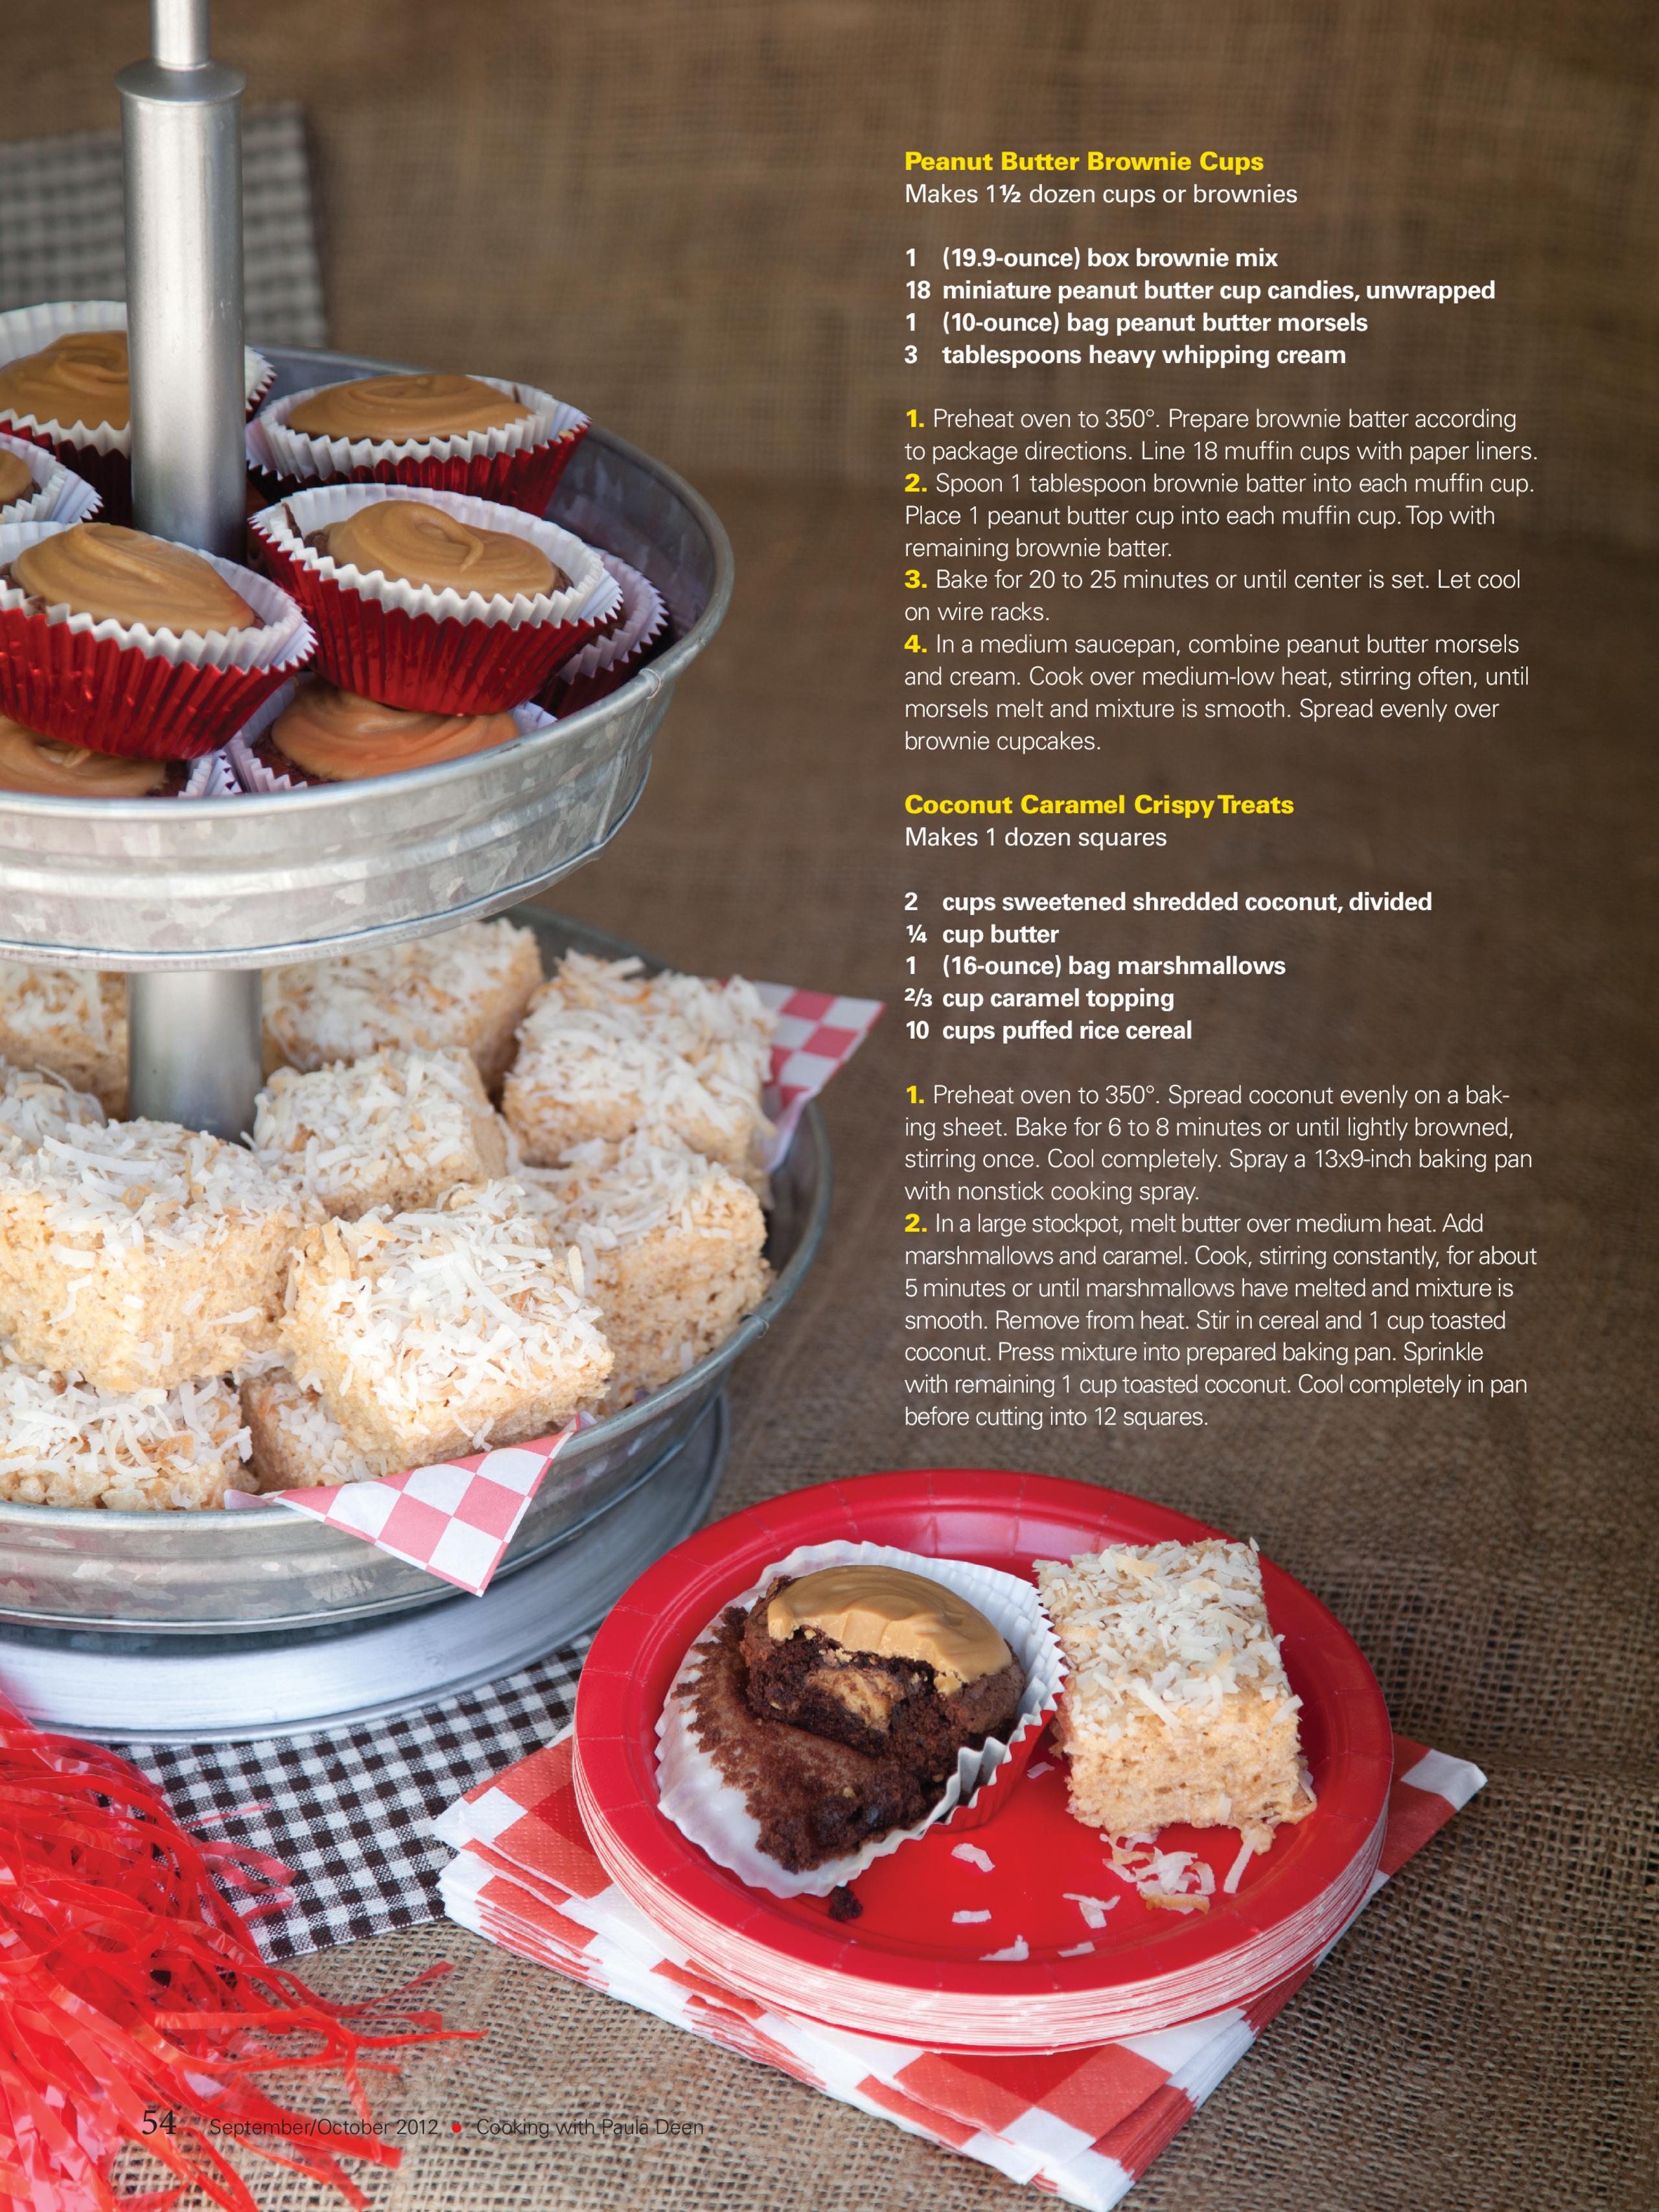 Peanut Butter Brownie Cups
Makes 1½ dozen cups or brownies
1 (19.9-ounce) box brownie mix
18 miniature peanut butter cup candies, unwrapped
1 (10-ounce) bag peanut butter morsels
3 tablespoons heavy whipping cream
1. Preheat oven to 350°. Prepare brownie batter according
to package directions. Line 18 muffin cups with paper liners.
2. Spoon 1 tablespoon brownie batter into each muffin cup.
Place 1 peanut butter cup into each muffin cup. Top with
remaining brownie batter.
3. Bake for 20 to 25 minutes or until center is set. Let cool
on wire racks.
4. In a medium saucepan, combine peanut butter morsels
and cream. Cook over medium-low heat, stirring often, until
morsels melt and mixture is smooth. Spread evenly over
brownie cupcakes.
Coconut Caramel Crispy Treats
Makes 1 dozen squares
2 cups sweetened shredded coconut, divided
¼ cup butter
1 (16-ounce) bag marshmallows
⅔ cup caramel topping
10 cups puffed rice cereal
1. Preheat oven to 350°. Spread coconut evenly on a bak-
ing sheet. Bake for 6 to 8 minutes or until lightly browned,
stirring once. Cool completely. Spray a 13x9-inch baking pan
with nonstick cooking spray.
2. In a large stockpot, melt butter over medium heat. Add
marshmallows and caramel. Cook, stirring constantly, for about
5 minutes or until marshmallows have melted and mixture is
smooth. Remove from heat. Stir in cereal and 1 cup toasted
coconut. Press mixture into prepared baking pan. Sprinkle
with remaining 1 cup toasted coconut. Cool completely in pan
before cutting into 12 squares.
54 September/October 2012 • Cooking with Paula Deen